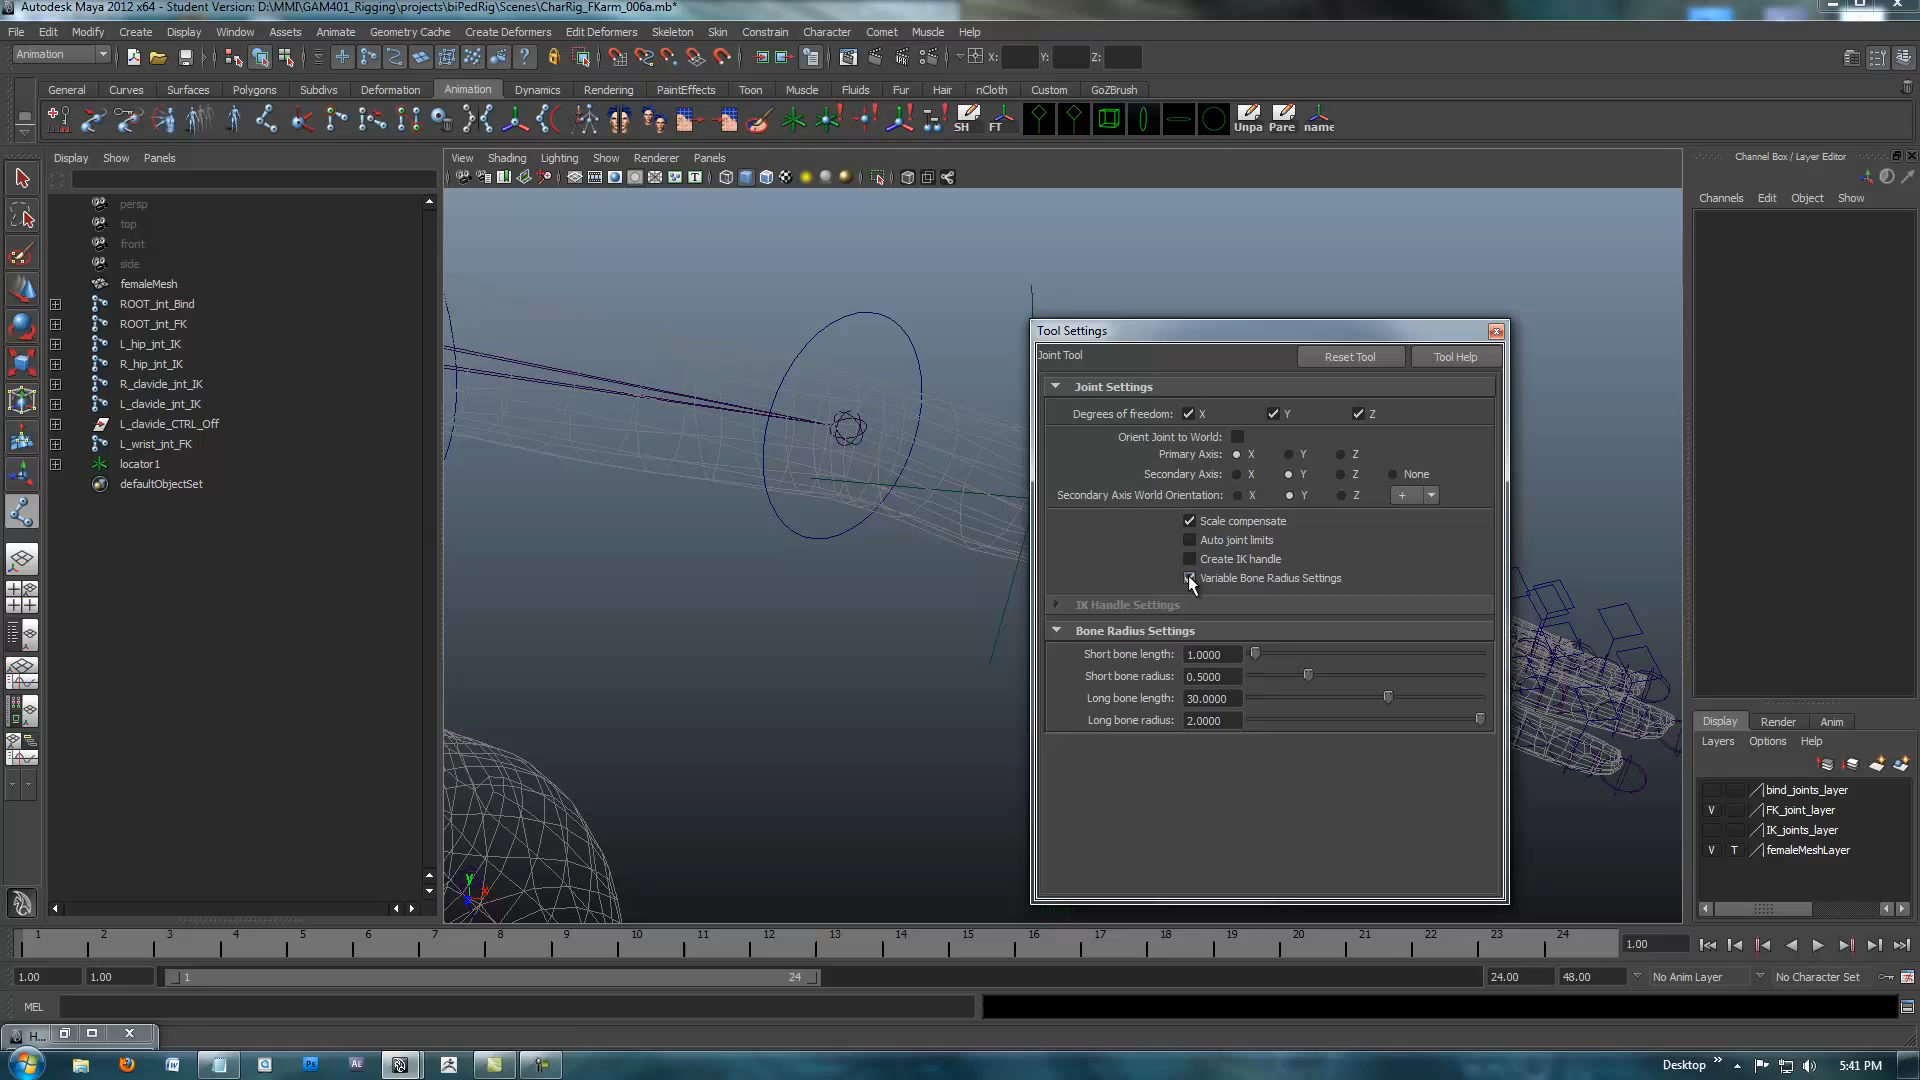 Autodesk Maya 2012 x64 - Student Version: D:\MMI\GAM401_Rigging\projects\biPedRig\Scenes\CharRig_FKarm_006a.mb*
File Edit Modify Create Display Window Assets Animate Geometry Cache Create Deformers Edit Deformers Skeleton Skin Constrain Character Comet Muscle Help
Animation X: Y: Z:
General Curves Surfaces Polygons Subdivs Deformation Animation Dynamics Rendering PaintEffects Toon Muscle Fluids Fur Hair nCloth Custom GoZBrush
SH FT Unpa Pare name
Display Show Panels
View Shading Lighting Show Renderer Panels
Channel Box / Layer Editor
Channels Edit Object Show
persp
top
front
side
femaleMesh
ROOT_jnt_Bind
ROOT_jnt_FK
L_hip_jnt_IK
R_hip_jnt_IK
R_clavicle_jnt_IK
L_clavicle_jnt_IK
L_clavicle_CTRL_Off
L_wrist_jnt_FK
locator1
defaultObjectSet
Tool Settings
Joint Tool Reset Tool Tool Help
Joint Settings
Degrees of freedom: X Y Z
Orient Joint to World:
Primary Axis: X Y Z
Secondary Axis: X Y Z None
Secondary Axis World Orientation: X Y Z +
Scale compensate
Auto joint limits
Create IK handle
Variable Bone Radius Settings
IK Handle Settings
Bone Radius Settings
Short bone length: 1.0000
Short bone radius: 0.5000
Long bone length: 30.0000
Long bone radius: 2.0000
Display Render Anim
Layers Options Help
bind_joints_layer
V FK_joint_layer
IK_joints_layer
V T femaleMeshLayer
y x z
1 2 3 4 5 6 7 8 9 10 11 12 13 14 15 16 17 18 19 20 21 22 23 24 1.00
1.00 1.00 1 24 24.00 48.00 No Anim Layer No Character Set
MEL
H...
Ps AE Desktop 5:41 PM